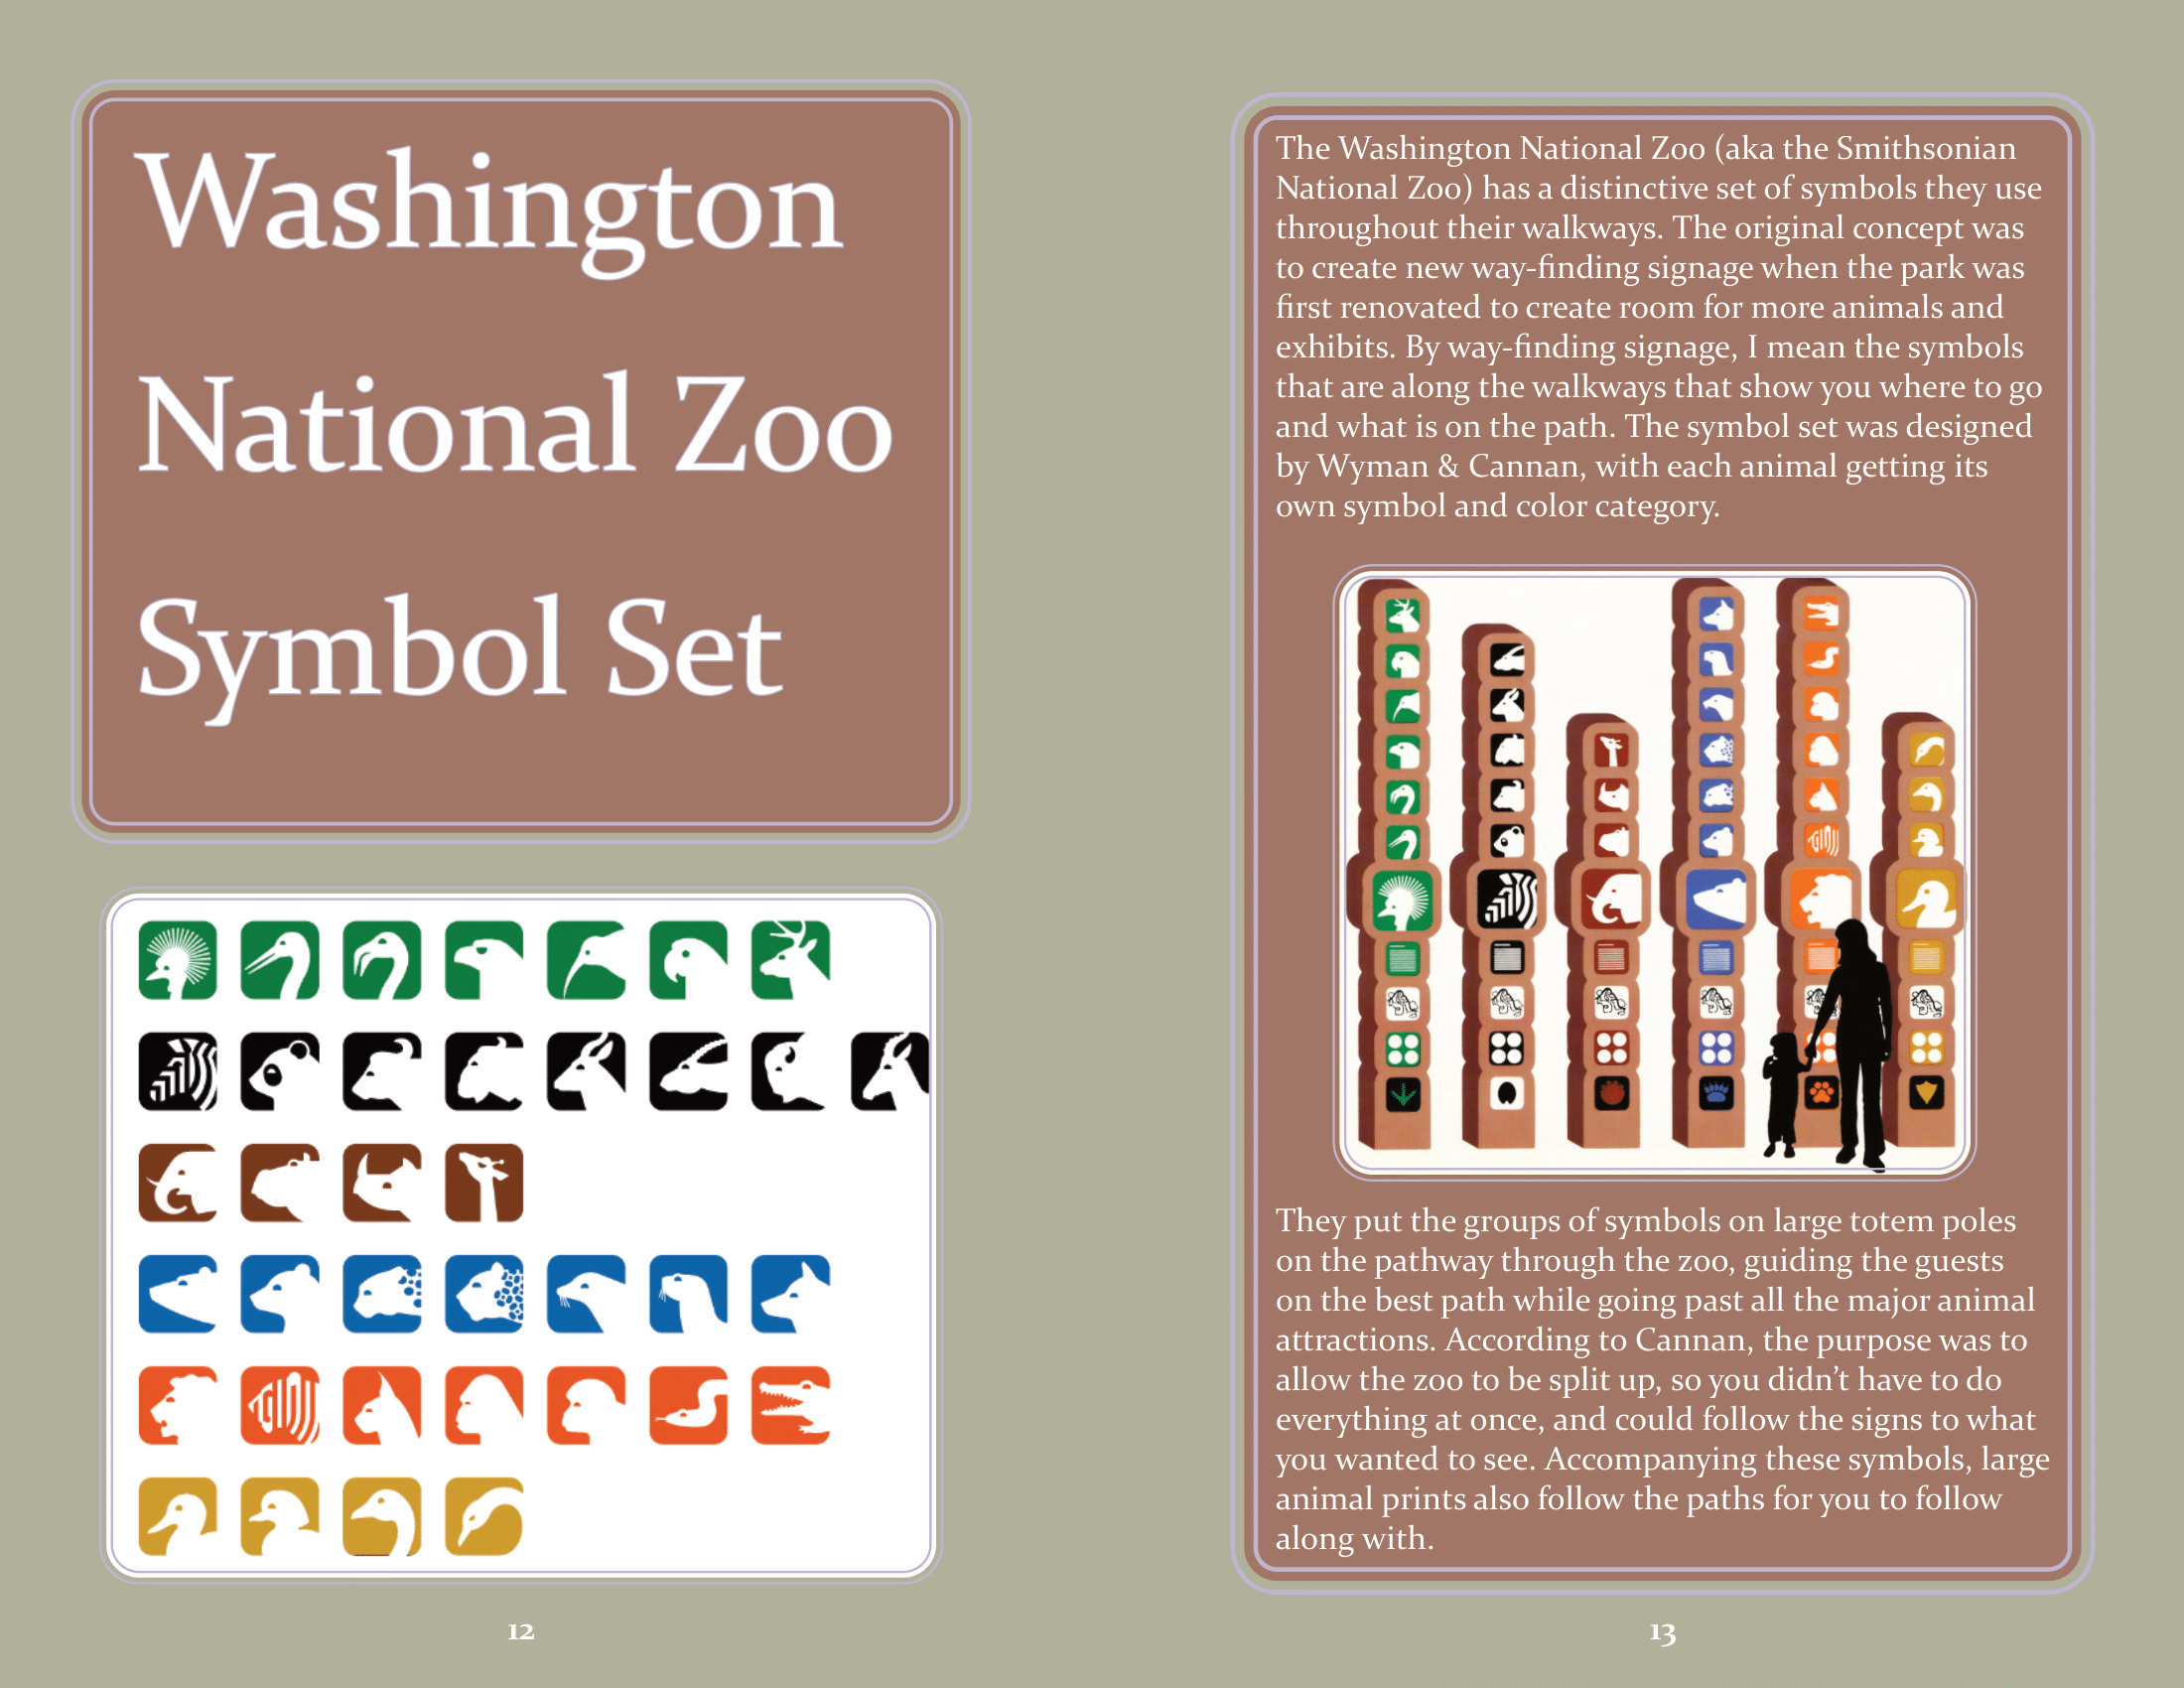 Washington
National Zoo
Symbol Set
12
The Washington National Zoo (aka the Smithsonian
National Zoo) has a distinctive set of symbols they use
throughout their walkways. The original concept was
to create new way-finding signage when the park was
first renovated to create room for more animals and
exhibits. By way-finding signage, I mean the symbols
that are along the walkways that show you where to go
and what is on the path. The symbol set was designed
by Wyman & Cannan, with each animal getting its
own symbol and color category.
They put the groups of symbols on large totem poles
on the pathway through the zoo, guiding the guests
on the best path while going past all the major animal
attractions. According to Cannan, the purpose was to
allow the zoo to be split up, so you didn’t have to do
everything at once, and could follow the signs to what
you wanted to see. Accompanying these symbols, large
animal prints also follow the paths for you to follow
along with.
13